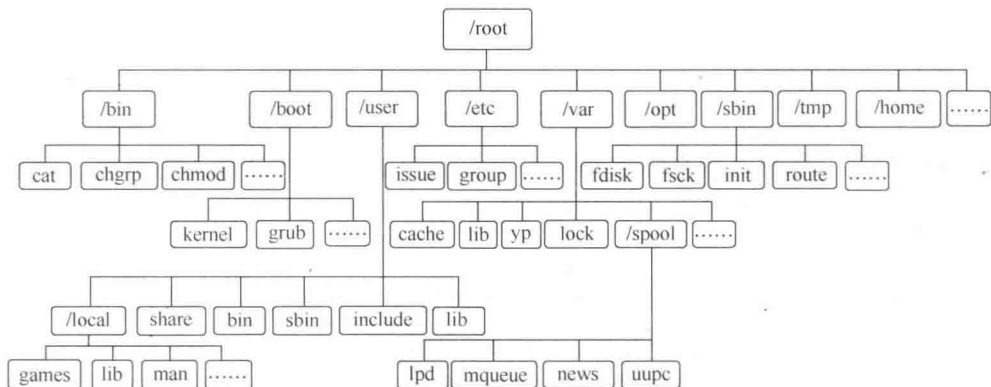 /root
/bin /boot /user /etc /var /opt /sbin /tmp /home ......
cat chgrp chmod ...... issue group ...... fdisk fsck init route ......
kernel grub ...... cache lib yp lock /spool ......
/local share bin sbin include lib
games lib man ...... lpd mqueue news uupc